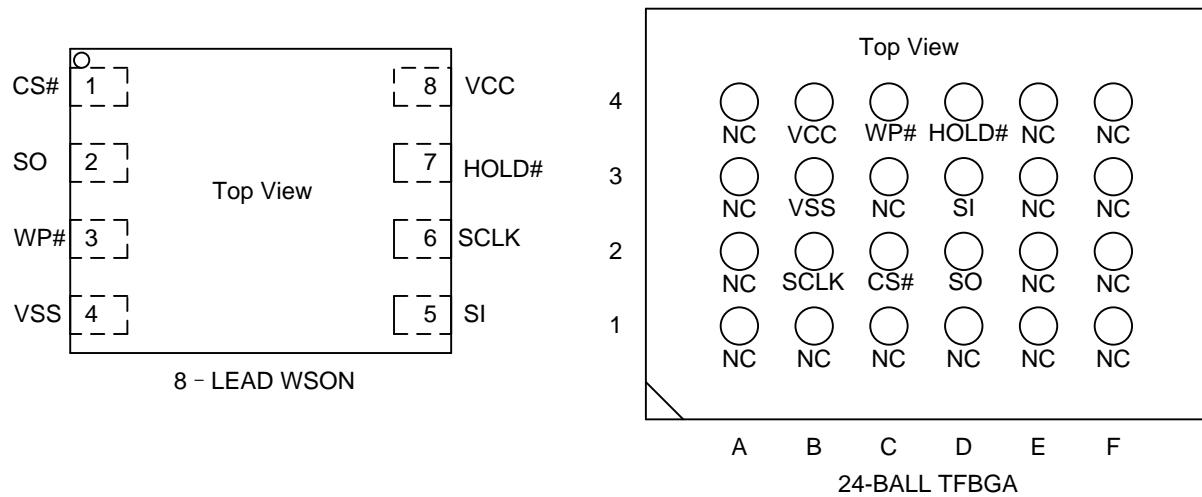 CS# 1 8 VCC
SO 2 7 HOLD#
Top View
WP# 3 6 SCLK
VSS 4 5 SI
8 - LEAD WSON
Top View
4
NC VCC WP# HOLD# NC NC
3
NC VSS NC SI NC NC
2
NC SCLK CS# SO NC NC
1
NC NC NC NC NC NC
A B C D E F
24-BALL TFBGA